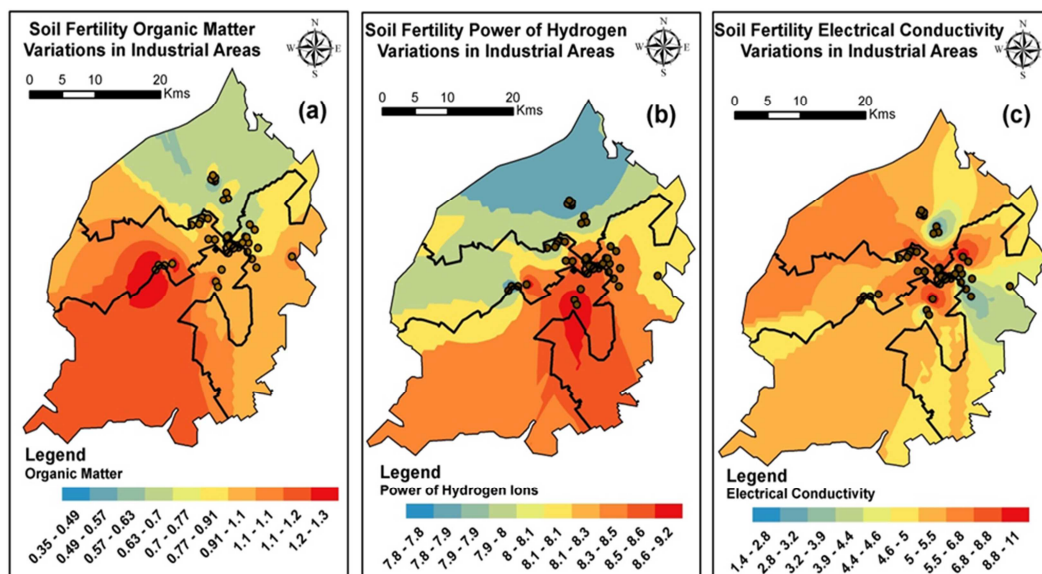 Soil Fertility Organic Matter
Variations in Industrial Areas
N
W E
S
0 5 10 20
Kms
(a)
Legend
Organic Matter
0.35 - 0.49
0.49 - 0.57
0.57 - 0.63
0.63 - 0.7
0.7 - 0.77
0.77 - 0.91
0.91 - 1.1
1.1 - 1.1
1.1 - 1.2
1.2 - 1.3
Soil Fertility Power of Hydrogen
Variations in Industrial Areas
N
W E
S
0 5 10 20
Kms
(b)
Legend
Power of Hydrogen Ions
7.8 - 7.8
7.8 - 7.9
7.9 - 7.9
7.9 - 8
8 - 8.1
8.1 - 8.1
8.1 - 8.3
8.3 - 8.5
8.5 - 8.6
8.6 - 9.2
Soil Fertility Electrical Conductivity
Variations in Industrial Areas
N
W E
S
0 5 10 20
Kms
(c)
Legend
Electrical Conductivity
1.4 - 2.8
2.8 - 3.2
3.2 - 3.9
3.9 - 4.4
4.4 - 4.6
4.6 - 5
5 - 5.5
5.5 - 6.8
6.8 - 8.8
8.8 - 11